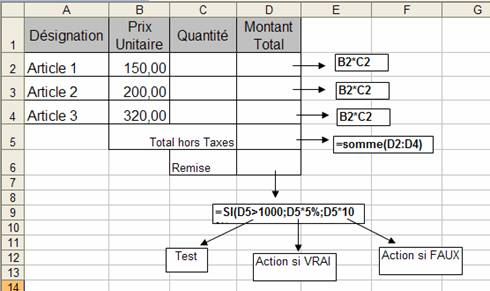 A B C D E F G
1 Désignation Prix Unitaire Quantité Montant Total
2 Article 1 150,00 B2*C2
3 Article 2 200,00 B2*C2
4 Article 3 320,00 B2*C2
5 Total hors Taxes =somme(D2:D4)
6 Remise
7
8
9 =SI(D5>1000;D5*5%;D5*10
10
11
12 Test Action si VRAI Action si FAUX
13
14